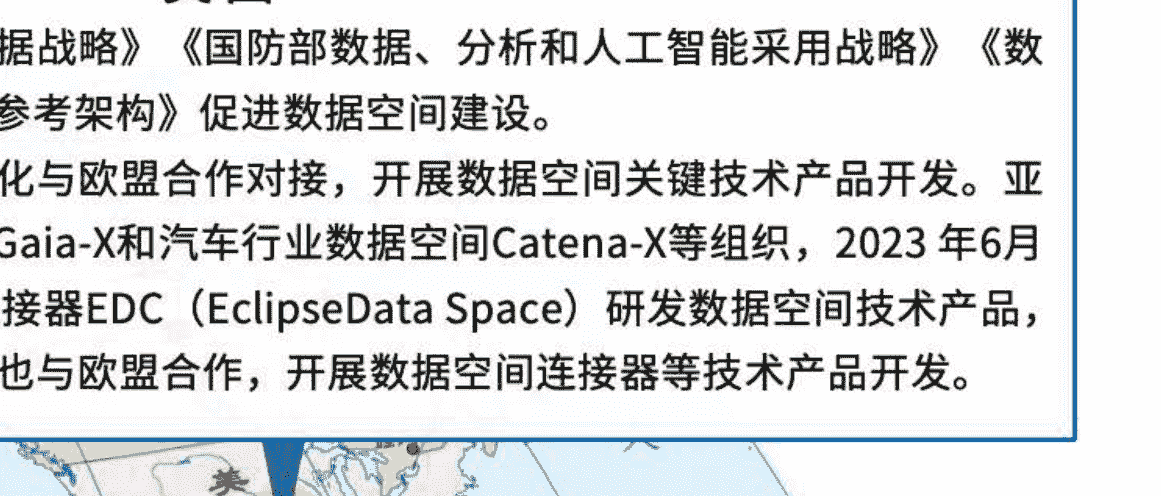 据战略》《国防部数据、分析和人工智能采用战略》《数
参考架构》促进数据空间建设。
化与欧盟合作对接，开展数据空间关键技术产品开发。亚
Gaia-X和汽车行业数据空间Catena-X等组织，2023 年6月
接器EDC（EclipseData Space）研发数据空间技术产品，
也与欧盟合作，开展数据空间连接器等技术产品开发。
美